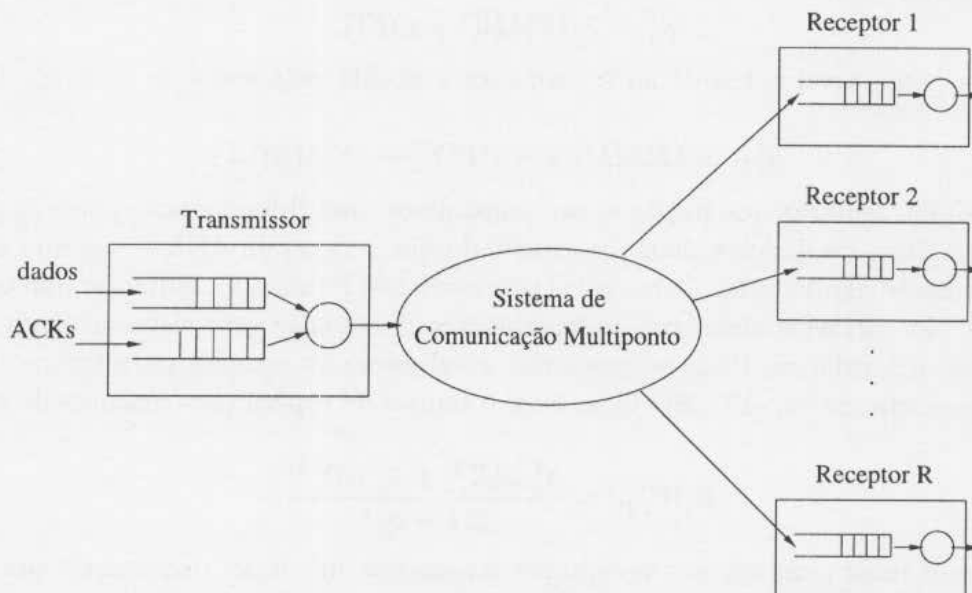 Receptor 1
Receptor 2
Transmissor
dados
ACKs
Sistema de
Comunicação Multiponto
Receptor R